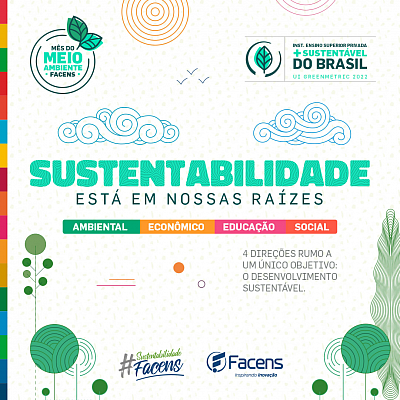 MÊS DO
MEIO
AMBIENTE
• FACENS •
INST. ENSINO SUPERIOR PRIVADA
+ SUSTENTÁVEL
DO BRASIL
UI GREENMETRIC 2022
SUSTENTABILIDADE
ESTÁ EM NOSSAS RAÍZES
AMBIENTAL ECONÔMICO EDUCAÇÃO SOCIAL
4 DIREÇÕES RUMO A
UM ÚNICO OBJETIVO:
O DESENVOLVIMENTO
SUSTENTÁVEL.
#Sustentabilidade
Facens
Facens
inspirando inovação